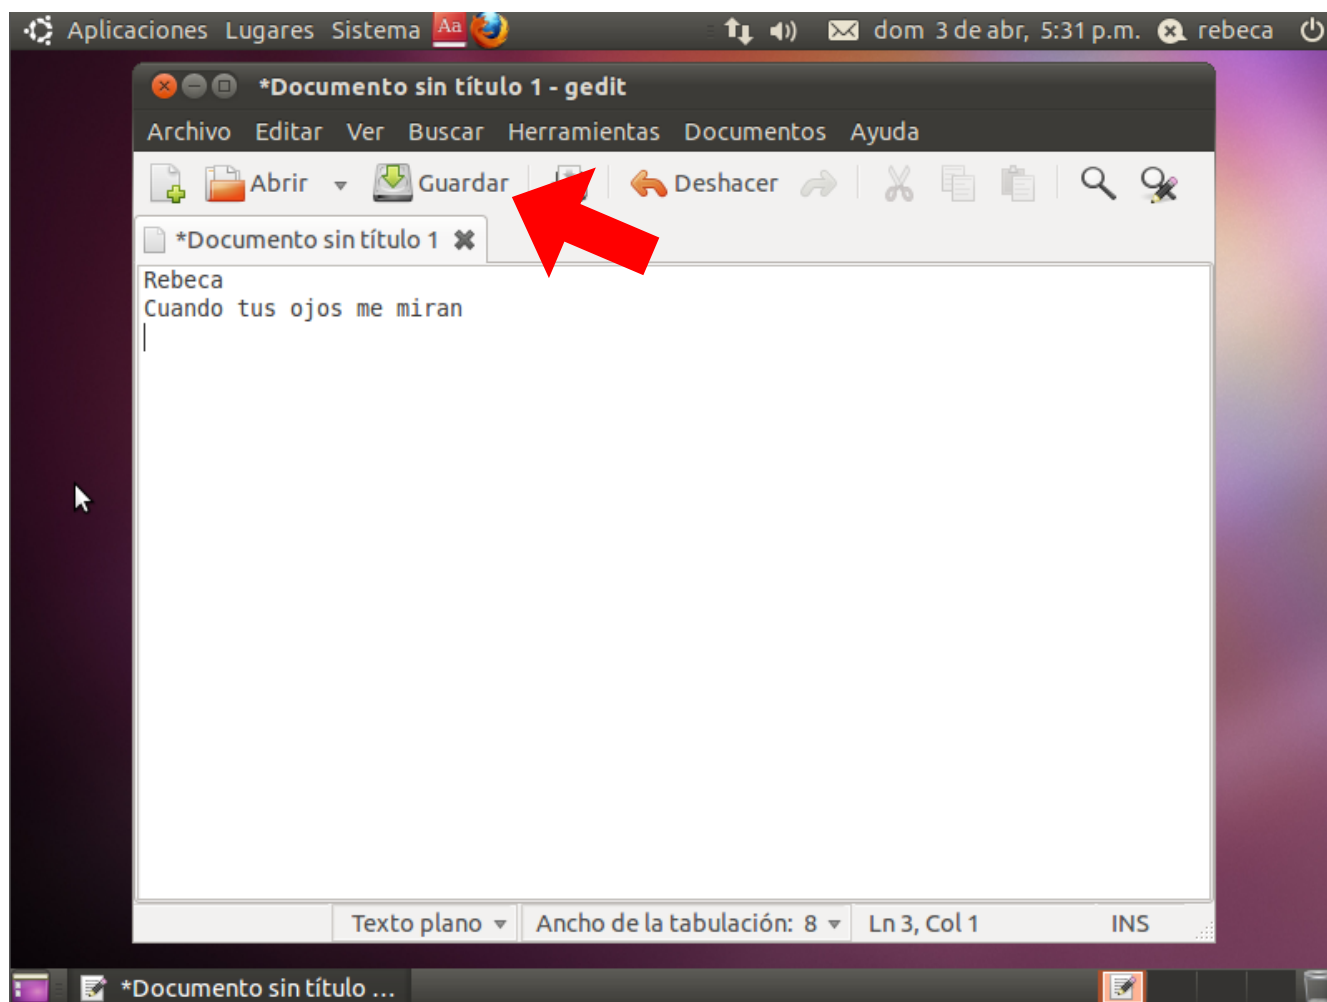 Aplicaciones Lugares Sistema Aa dom 3 de abr, 5:31 p.m. rebeca
*Documento sin título 1 - gedit
Archivo Editar Ver Buscar Herramientas Documentos Ayuda
Abrir Guardar Deshacer
*Documento sin título 1
Rebeca
Cuando tus ojos me miran
Texto plano Ancho de la tabulación: 8 Ln 3, Col 1 INS
*Documento sin título ...